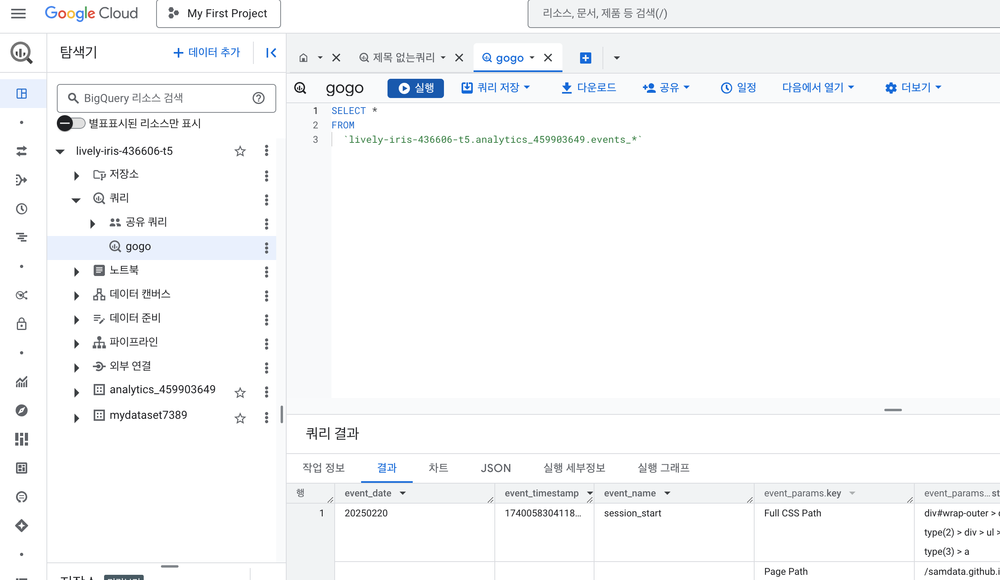 Google Cloud
My First Project
리소스, 문서, 제품 등 검색(/)
탐색기
데이터 추가
BigQuery 리소스 검색
별표표시된 리소스만 표시
lively-iris-436606-t5
저장소
쿼리
공유 쿼리
gogo
노트북
데이터 캔버스
데이터 준비
파이프라인
외부 연결
analytics_459903649
mydataset7389
제목 없는쿼리
gogo
gogo
실행
쿼리 저장
다운로드
공유
일정
다음에서 열기
더보기
1 SELECT *
2 FROM
3 `lively-iris-436606-t5.analytics_459903649.events_*`
쿼리 결과
작업 정보
결과
차트
JSON
실행 세부정보
실행 그래프
행 event_date event_timestamp event_name event_params.key event_params... st
1 20250220 1740058304118... session_start Full CSS Path div#wrap-outer >
type(2) > div > ul >
type(3) > a
Page Path /samdata.github.i